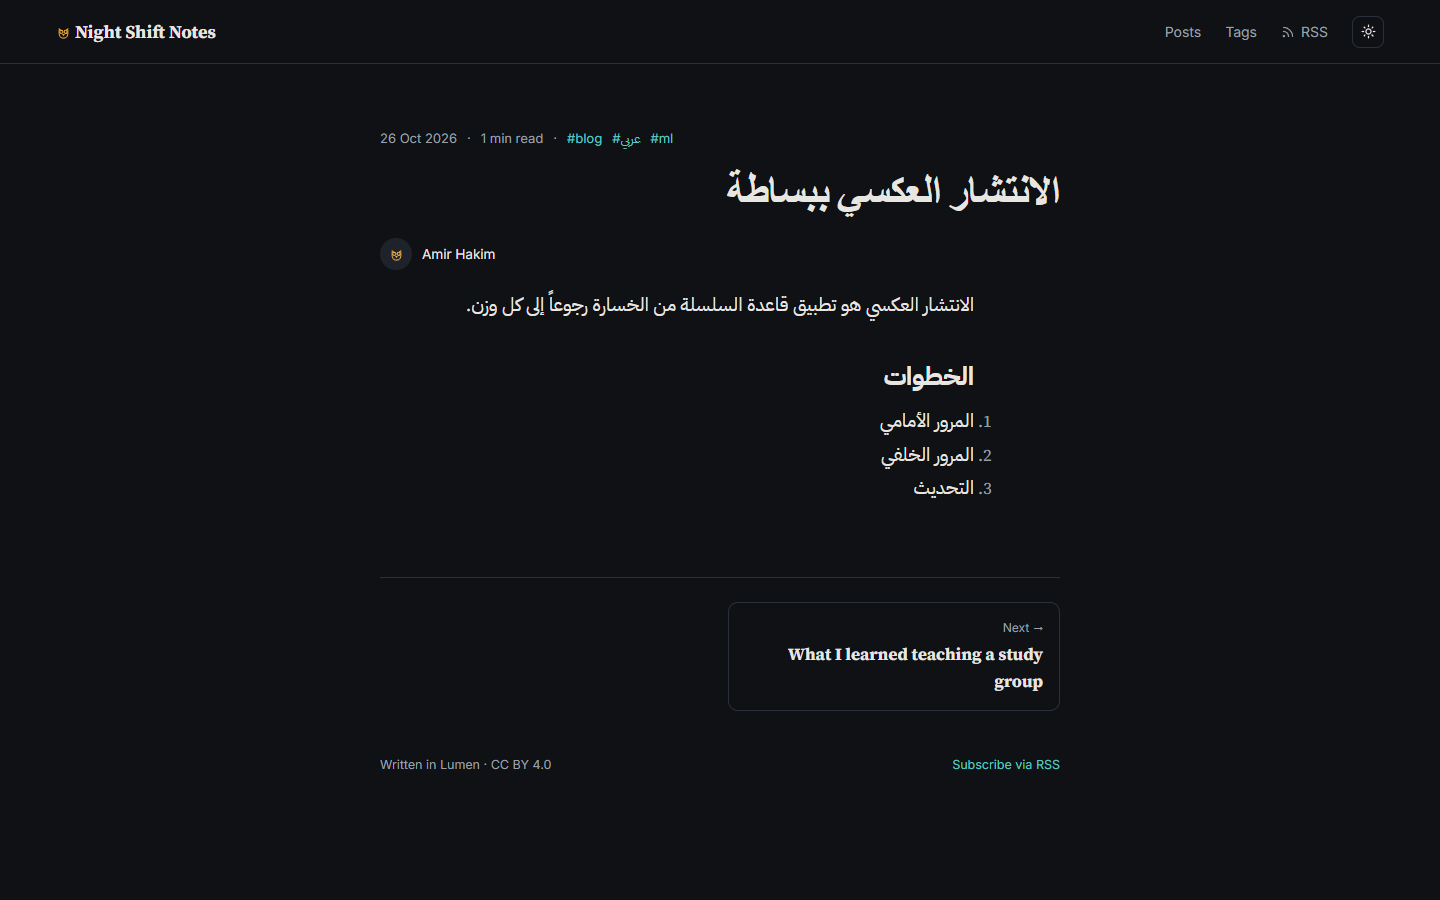 Night Shift Notes
Posts Tags RSS
26 Oct 2026 · 1 min read · #blog #عربي #ml
الانتشار العكسي ببساطة
Amir Hakim
الانتشار العكسي هو تطبيق قاعدة السلسلة من الخسارة رجوعاً إلى كل وزن.
الخطوات
1. المرور الأمامي
2. المرور الخلفي
3. التحديث
Next →
What I learned teaching a study
group
Written in Lumen · CC BY 4.0
Subscribe via RSS